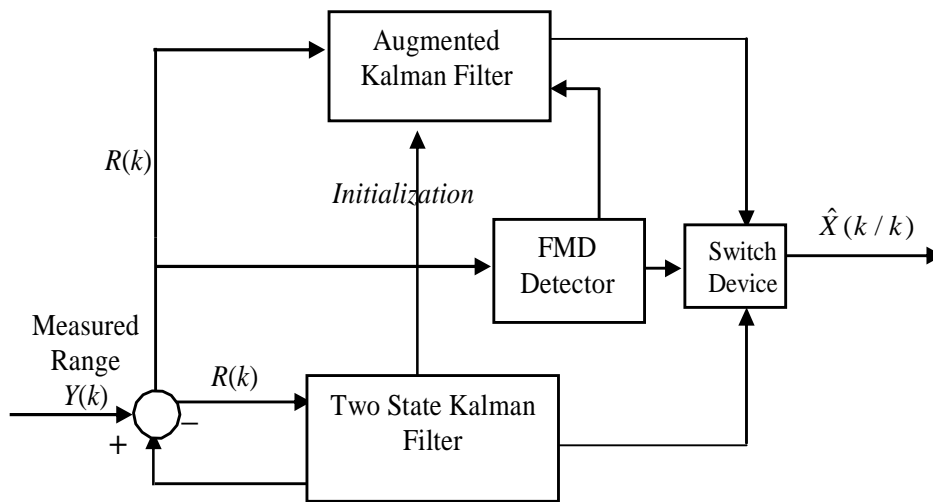 Augmented
Kalman Filter
R(k)
Initialization
FMD
Detector
Switch
Device
X̂ (k / k)
Measured
Range
Y(k)
+
−
R(k)
Two State Kalman
Filter